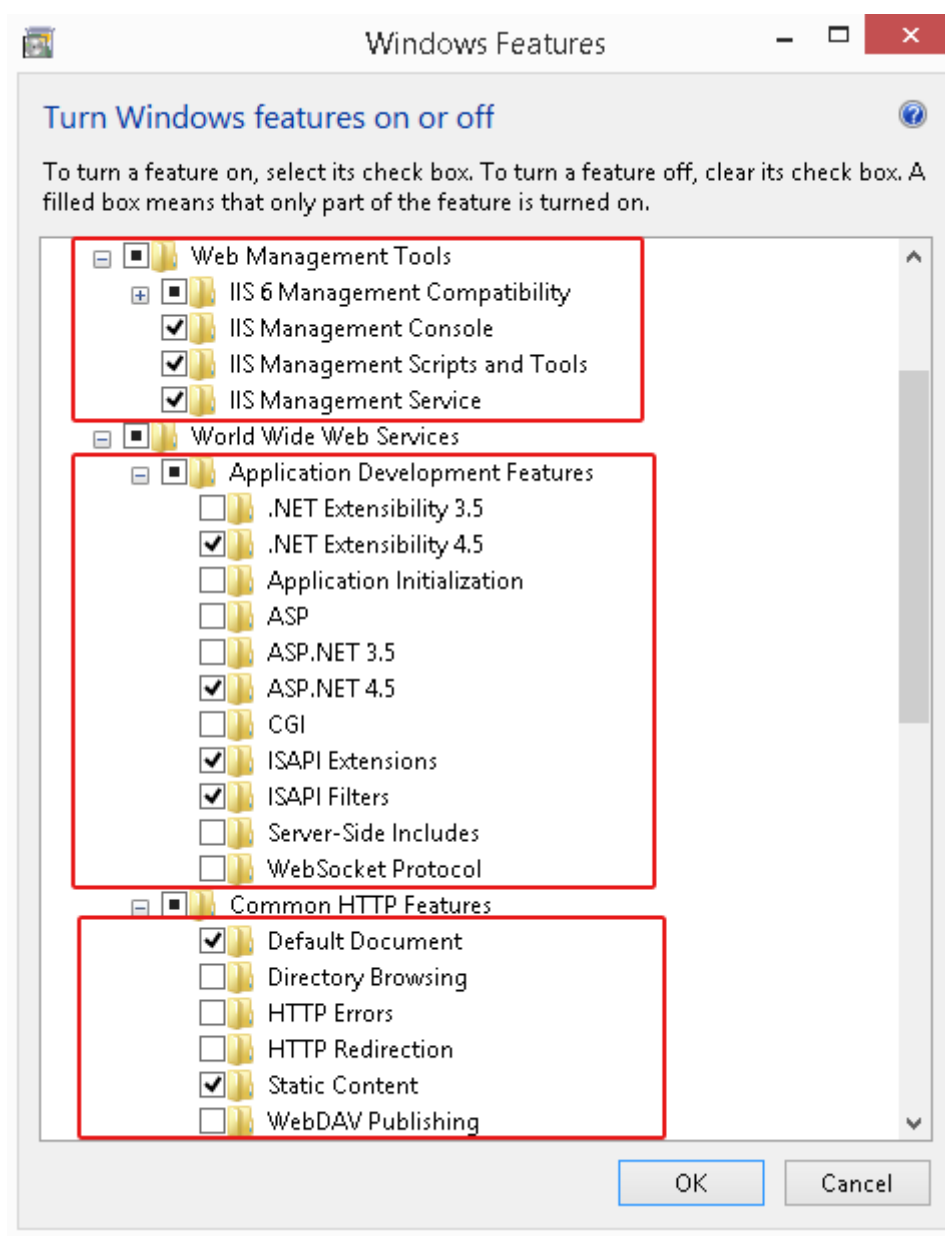 Windows Features
Turn Windows features on or off
To turn a feature on, select its check box. To turn a feature off, clear its check box. A
filled box means that only part of the feature is turned on.
Web Management Tools
IIS 6 Management Compatibility
IIS Management Console
IIS Management Scripts and Tools
IIS Management Service
World Wide Web Services
Application Development Features
.NET Extensibility 3.5
.NET Extensibility 4.5
Application Initialization
ASP
ASP.NET 3.5
ASP.NET 4.5
CGI
ISAPI Extensions
ISAPI Filters
Server-Side Includes
WebSocket Protocol
Common HTTP Features
Default Document
Directory Browsing
HTTP Errors
HTTP Redirection
Static Content
WebDAV Publishing
OK Cancel